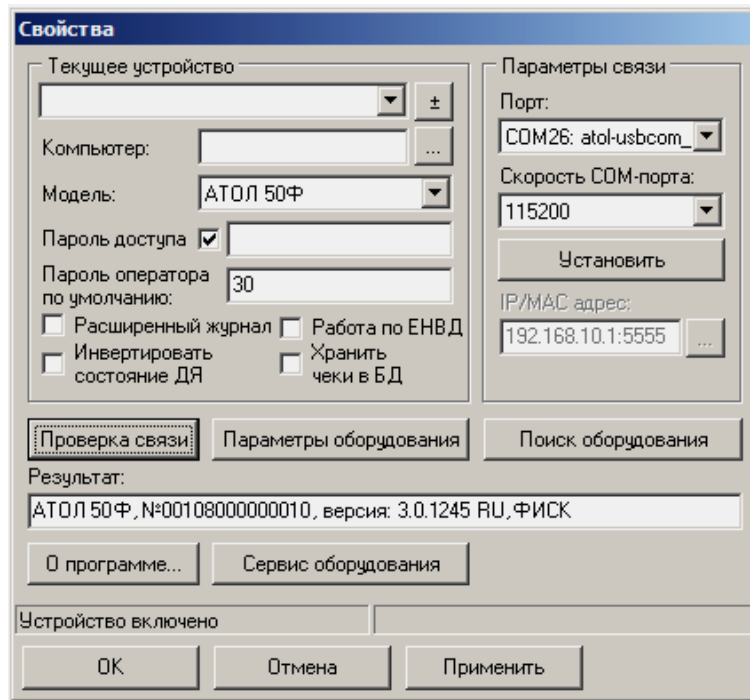 Свойства
Текущее устройство
±
Компьютер:
...
Модель:
АТОЛ 50Ф
Пароль доступа
Пароль оператора
по умолчанию:
30
Расширенный журнал
Работа по ЕНВД
Инвертировать
состояние ДЯ
Хранить
чеки в БД
Параметры связи
Порт:
COM26: atol-usbcom_
Скорость COM-порта:
115200
Установить
IP/MAC адрес:
192.168.10.1:5555
...
Проверка связи
Параметры оборудования
Поиск оборудования
Результат:
АТОЛ 50Ф, №00108000000010, версия: 3.0.1245 RU,ФИСК
О программе...
Сервис оборудования
Устройство включено
OK
Отмена
Применить